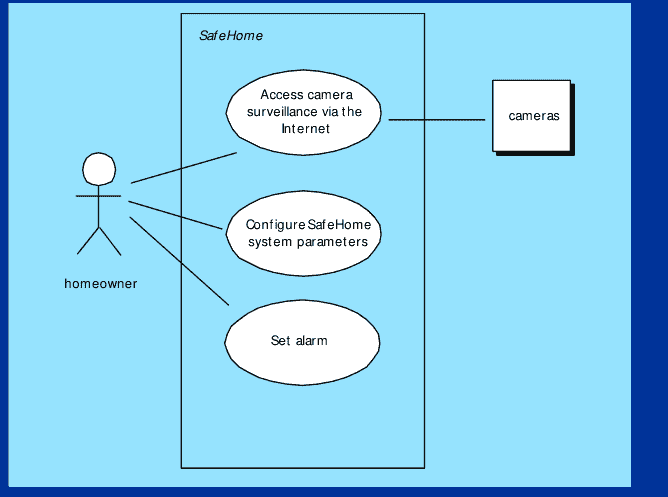 SafeHome
Access camera
surveillance via the
Internet
cameras
Configure SafeHome
system parameters
homeowner
Set alarm